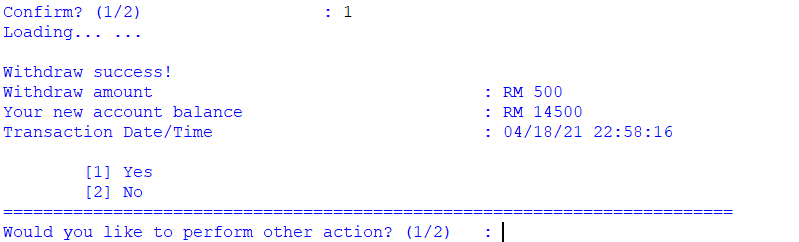 Confirm? (1/2)                  : 1
Loading... ...
Withdraw success!
Withdraw amount                                 : RM 500
Your new account balance                        : RM 14500
Transaction Date/Time                           : 04/18/21 22:58:16
        [1] Yes
        [2] No
=========================================================================
Would you like to perform other action? (1/2)   :